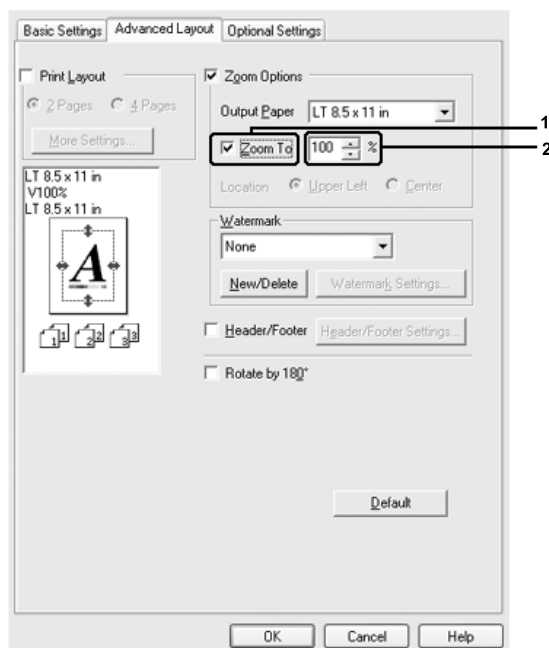 Basic Settings Advanced Layout Optional Settings
Print Layout
2 Pages 4 Pages
More Settings...
LT 8.5 x 11 in
V100%
LT 8.5 x 11 in
A
1 1 2 2 3 3
Zoom Options
Output Paper LT 8.5 x 11 in
Zoom To 100 %
1
2
Location Upper Left Center
Watermark
None
New/Delete Watermark Settings...
Header/Footer Header/Footer Settings...
Rotate by 180°
Default
OK Cancel Help